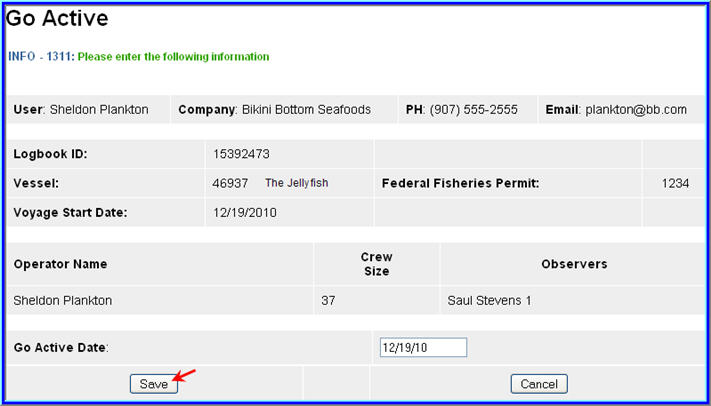 Go Active
INFO - 1311: Please enter the following information
User: Sheldon Plankton Company: Bikini Bottom Seafoods PH: (907) 555-2555 Email: plankton@bb.com
Logbook ID: 15392473
Vessel: 46937 The Jellyfish Federal Fisheries Permit: 1234
Voyage Start Date: 12/19/2010
Operator Name Crew Size Observers
Sheldon Plankton 37 Saul Stevens 1
Go Active Date: 12/19/10
Save Cancel